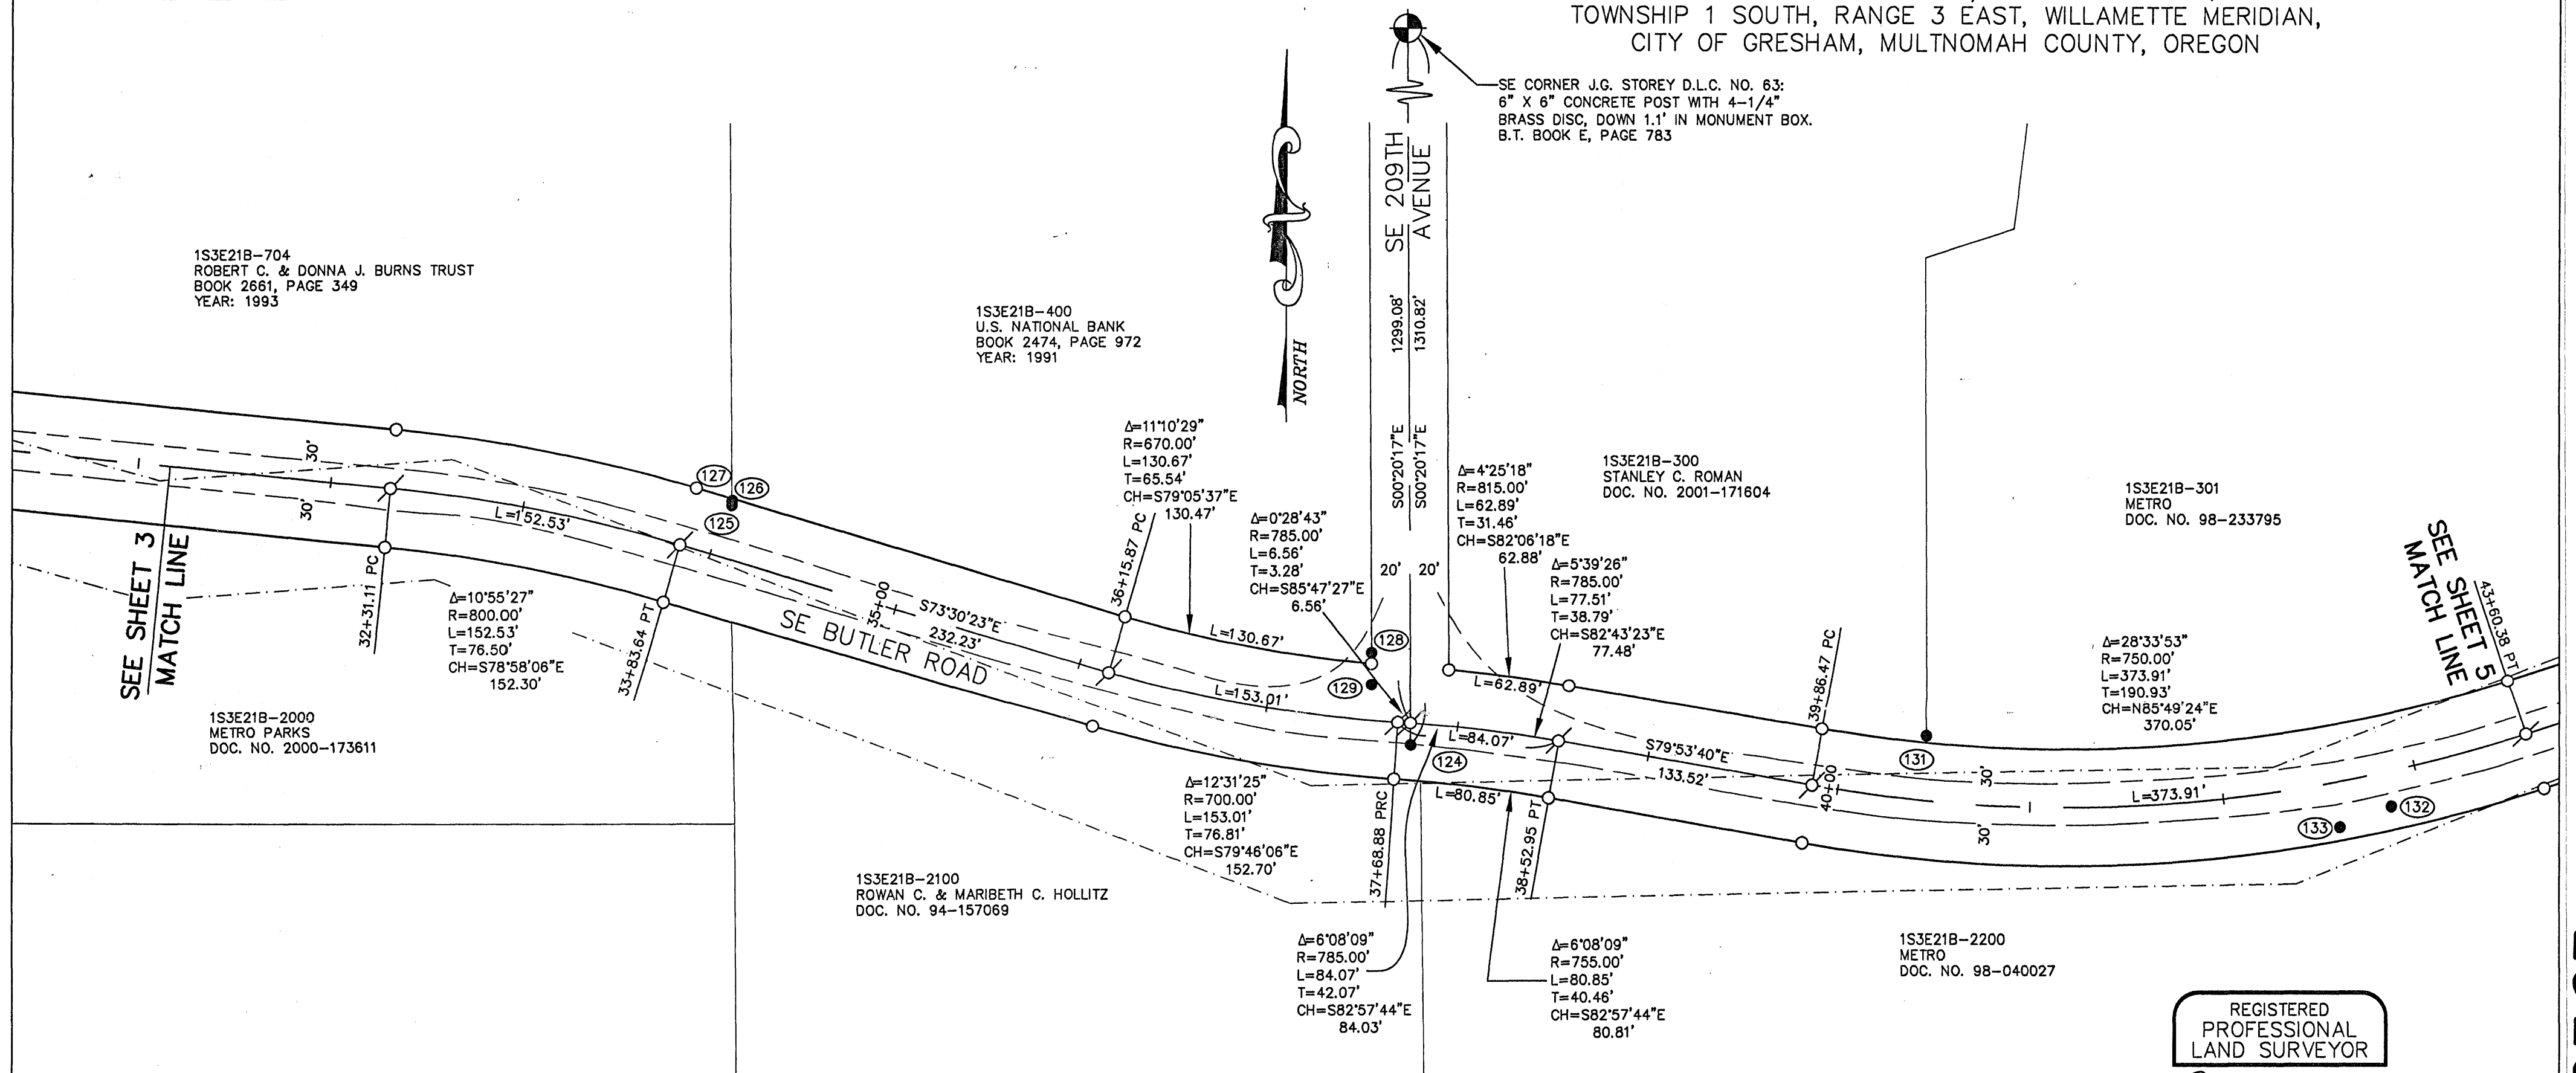 TOWNSHIP 1 SOUTH, RANGE 3 EAST, WILLAMETTE MERIDIAN,
CITY OF GRESHAM, MULTNOMAH COUNTY, OREGON
SE CORNER J.G. STOREY D.L.C. NO. 63:
6" X 6" CONCRETE POST WITH 4-1/4"
BRASS DISC, DOWN 1.1' IN MONUMENT BOX.
B.T. BOOK E, PAGE 783
SE 209TH
AVENUE
1299.08'
1310.82'
S00°20'17"E
S00°20'17"E
20'
20'
NORTH
1S3E21B-704
ROBERT C. & DONNA J. BURNS TRUST
BOOK 2661, PAGE 349
YEAR: 1993
1S3E21B-400
U.S. NATIONAL BANK
BOOK 2474, PAGE 972
YEAR: 1991
1S3E21B-300
STANLEY C. ROMAN
DOC. NO. 2001-171604
1S3E21B-301
METRO
DOC. NO. 98-233795
SEE SHEET 3
MATCH LINE
30'
30'
32+31.11 PC
L=152.53'
Δ=10°55'27"
R=800.00'
L=152.53'
T=76.50'
CH=S78°58'06"E
152.30'
33+83.64 PT
127
126
125
35+00
S73°30'23"E
232.23'
SE BUTLER ROAD
36+15.87 PC
Δ=11°10'29"
R=670.00'
L=130.67'
T=65.54'
CH=S79°05'37"E
130.47'
L=130.67'
L=153.01'
Δ=0°28'43"
R=785.00'
L=6.56'
T=3.28'
CH=S85°47'27"E
6.56'
128
129
124
Δ=4°25'18"
R=815.00'
L=62.89'
T=31.46'
CH=S82°06'18"E
62.88'
Δ=5°39'26"
R=785.00'
L=77.51'
T=38.79'
CH=S82°43'23"E
77.48'
L=62.89'
L=84.07'
L=80.85'
S79°53'40"E
133.52'
39+86.47 PC
40+00
131
30'
30'
L=373.91'
Δ=28°33'53"
R=750.00'
L=373.91'
T=190.93'
CH=N85°49'24"E
370.05'
132
133
43+60.38 PT
SEE SHEET 5
MATCH LINE
1S3E21B-2000
METRO PARKS
DOC. NO. 2000-173611
Δ=12°31'25"
R=700.00'
L=153.01'
T=76.81'
CH=S79°46'06"E
152.70'
37+68.88 PRC
38+52.95 PT
1S3E21B-2100
ROWAN C. & MARIBETH C. HOLLITZ
DOC. NO. 94-157069
Δ=6°08'09"
R=785.00'
L=84.07'
T=42.07'
CH=S82°57'44"E
84.03'
Δ=6°08'09"
R=755.00'
L=80.85'
T=40.46'
CH=S82°57'44"E
80.81'
1S3E21B-2200
METRO
DOC. NO. 98-040027
REGISTERED
PROFESSIONAL
LAND SURVEYOR